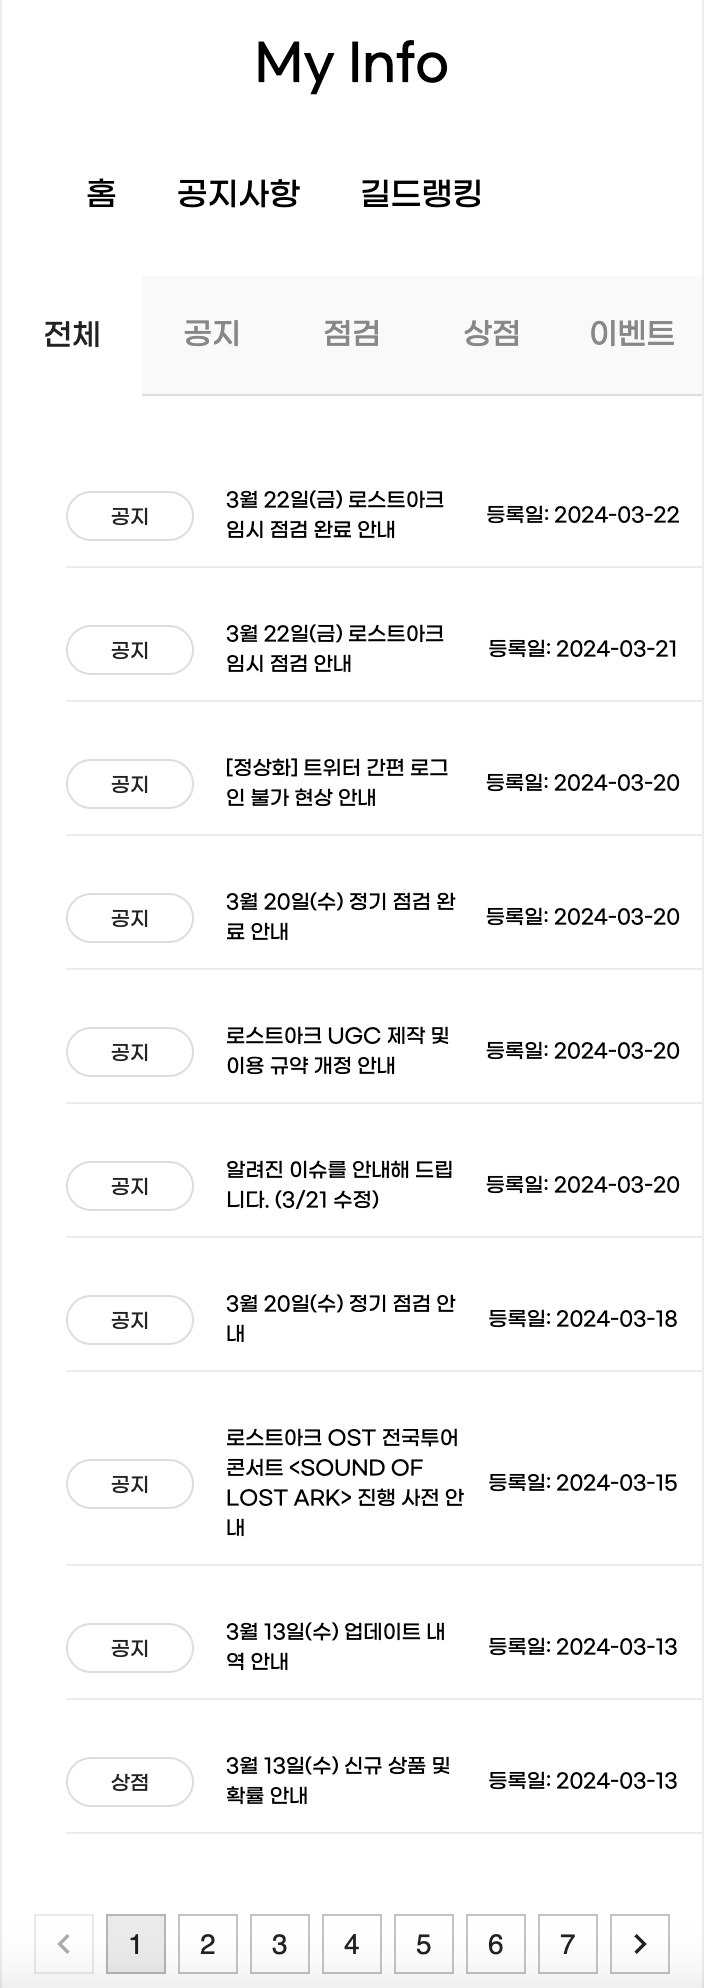 My Info
홈 공지사항 길드랭킹
전체 공지 점검 상점 이벤트
공지
3월 22일(금) 로스트아크
임시 점검 완료 안내
등록일: 2024-03-22
공지
3월 22일(금) 로스트아크
임시 점검 안내
등록일: 2024-03-21
공지
[정상화] 트위터 간편 로그
인 불가 현상 안내
등록일: 2024-03-20
공지
3월 20일(수) 정기 점검 완
료 안내
등록일: 2024-03-20
공지
로스트아크 UGC 제작 및
이용 규약 개정 안내
등록일: 2024-03-20
공지
알려진 이슈를 안내해 드립
니다. (3/21 수정)
등록일: 2024-03-20
공지
3월 20일(수) 정기 점검 안
내
등록일: 2024-03-18
공지
로스트아크 OST 전국투어
콘서트 <SOUND OF
LOST ARK> 진행 사전 안
내
등록일: 2024-03-15
공지
3월 13일(수) 업데이트 내
역 안내
등록일: 2024-03-13
상점
3월 13일(수) 신규 상품 및
확률 안내
등록일: 2024-03-13
< 1 2 3 4 5 6 7 >